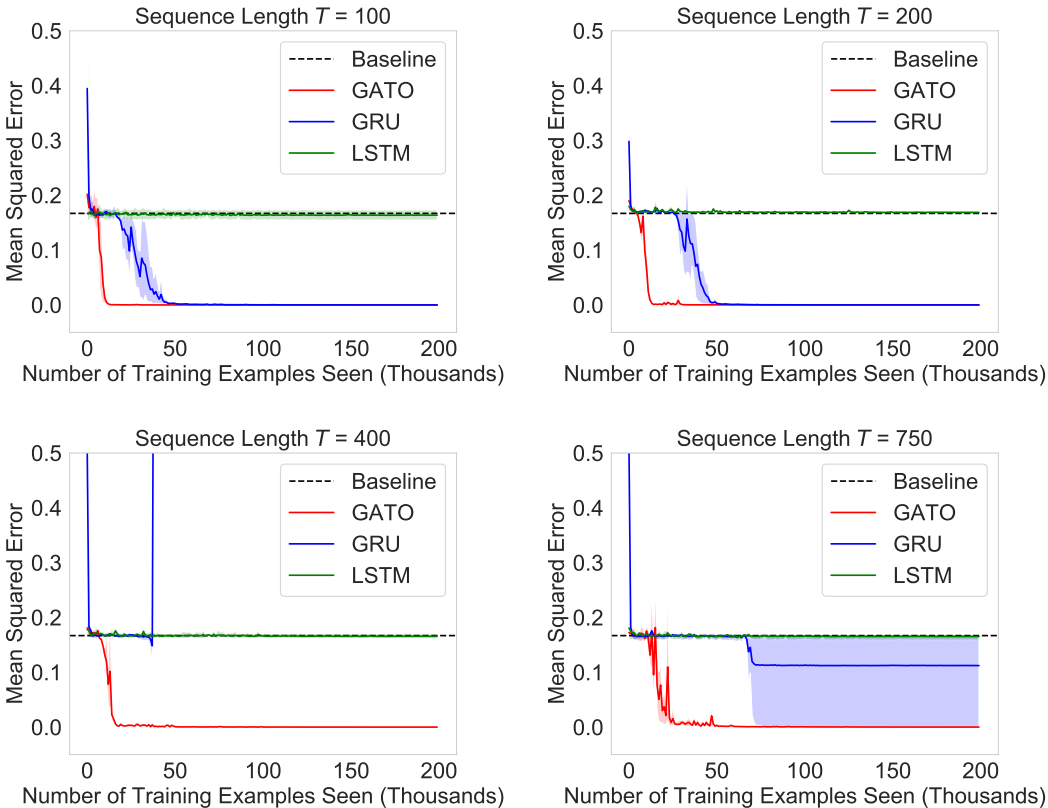 Sequence Length T = 100
0.5
0.4
0.3
0.2
0.1
0.0
Mean Squared Error
Baseline
GATO
GRU
LSTM
0 50 100 150 200
Number of Training Examples Seen (Thousands)
Sequence Length T = 200
0.5
0.4
0.3
0.2
0.1
0.0
Mean Squared Error
Baseline
GATO
GRU
LSTM
0 50 100 150 200
Number of Training Examples Seen (Thousands)
Sequence Length T = 400
0.5
0.4
0.3
0.2
0.1
0.0
Mean Squared Error
Baseline
GATO
GRU
LSTM
0 50 100 150 200
Number of Training Examples Seen (Thousands)
Sequence Length T = 750
0.5
0.4
0.3
0.2
0.1
0.0
Mean Squared Error
Baseline
GATO
GRU
LSTM
0 50 100 150 200
Number of Training Examples Seen (Thousands)